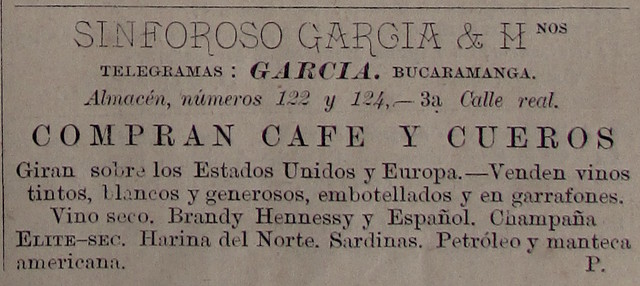 SINFOROSO GARCIA & HNOS
TELEGRAMAS: GARCIA. BUCARAMANGA.
Almacén, números 122 y 124,—3a Calle real.
COMPRAN CAFE Y CUEROS
Giran sobre los Estados Unidos y Europa.—Venden vinos
tintos, blancos y generosos, embotellados y en garrafones.
Vino seco. Brandy Hennessy y Español. Champaña
ELITE-SEC. Harina del Norte. Sardinas. Petróleo y manteca
americana. P.